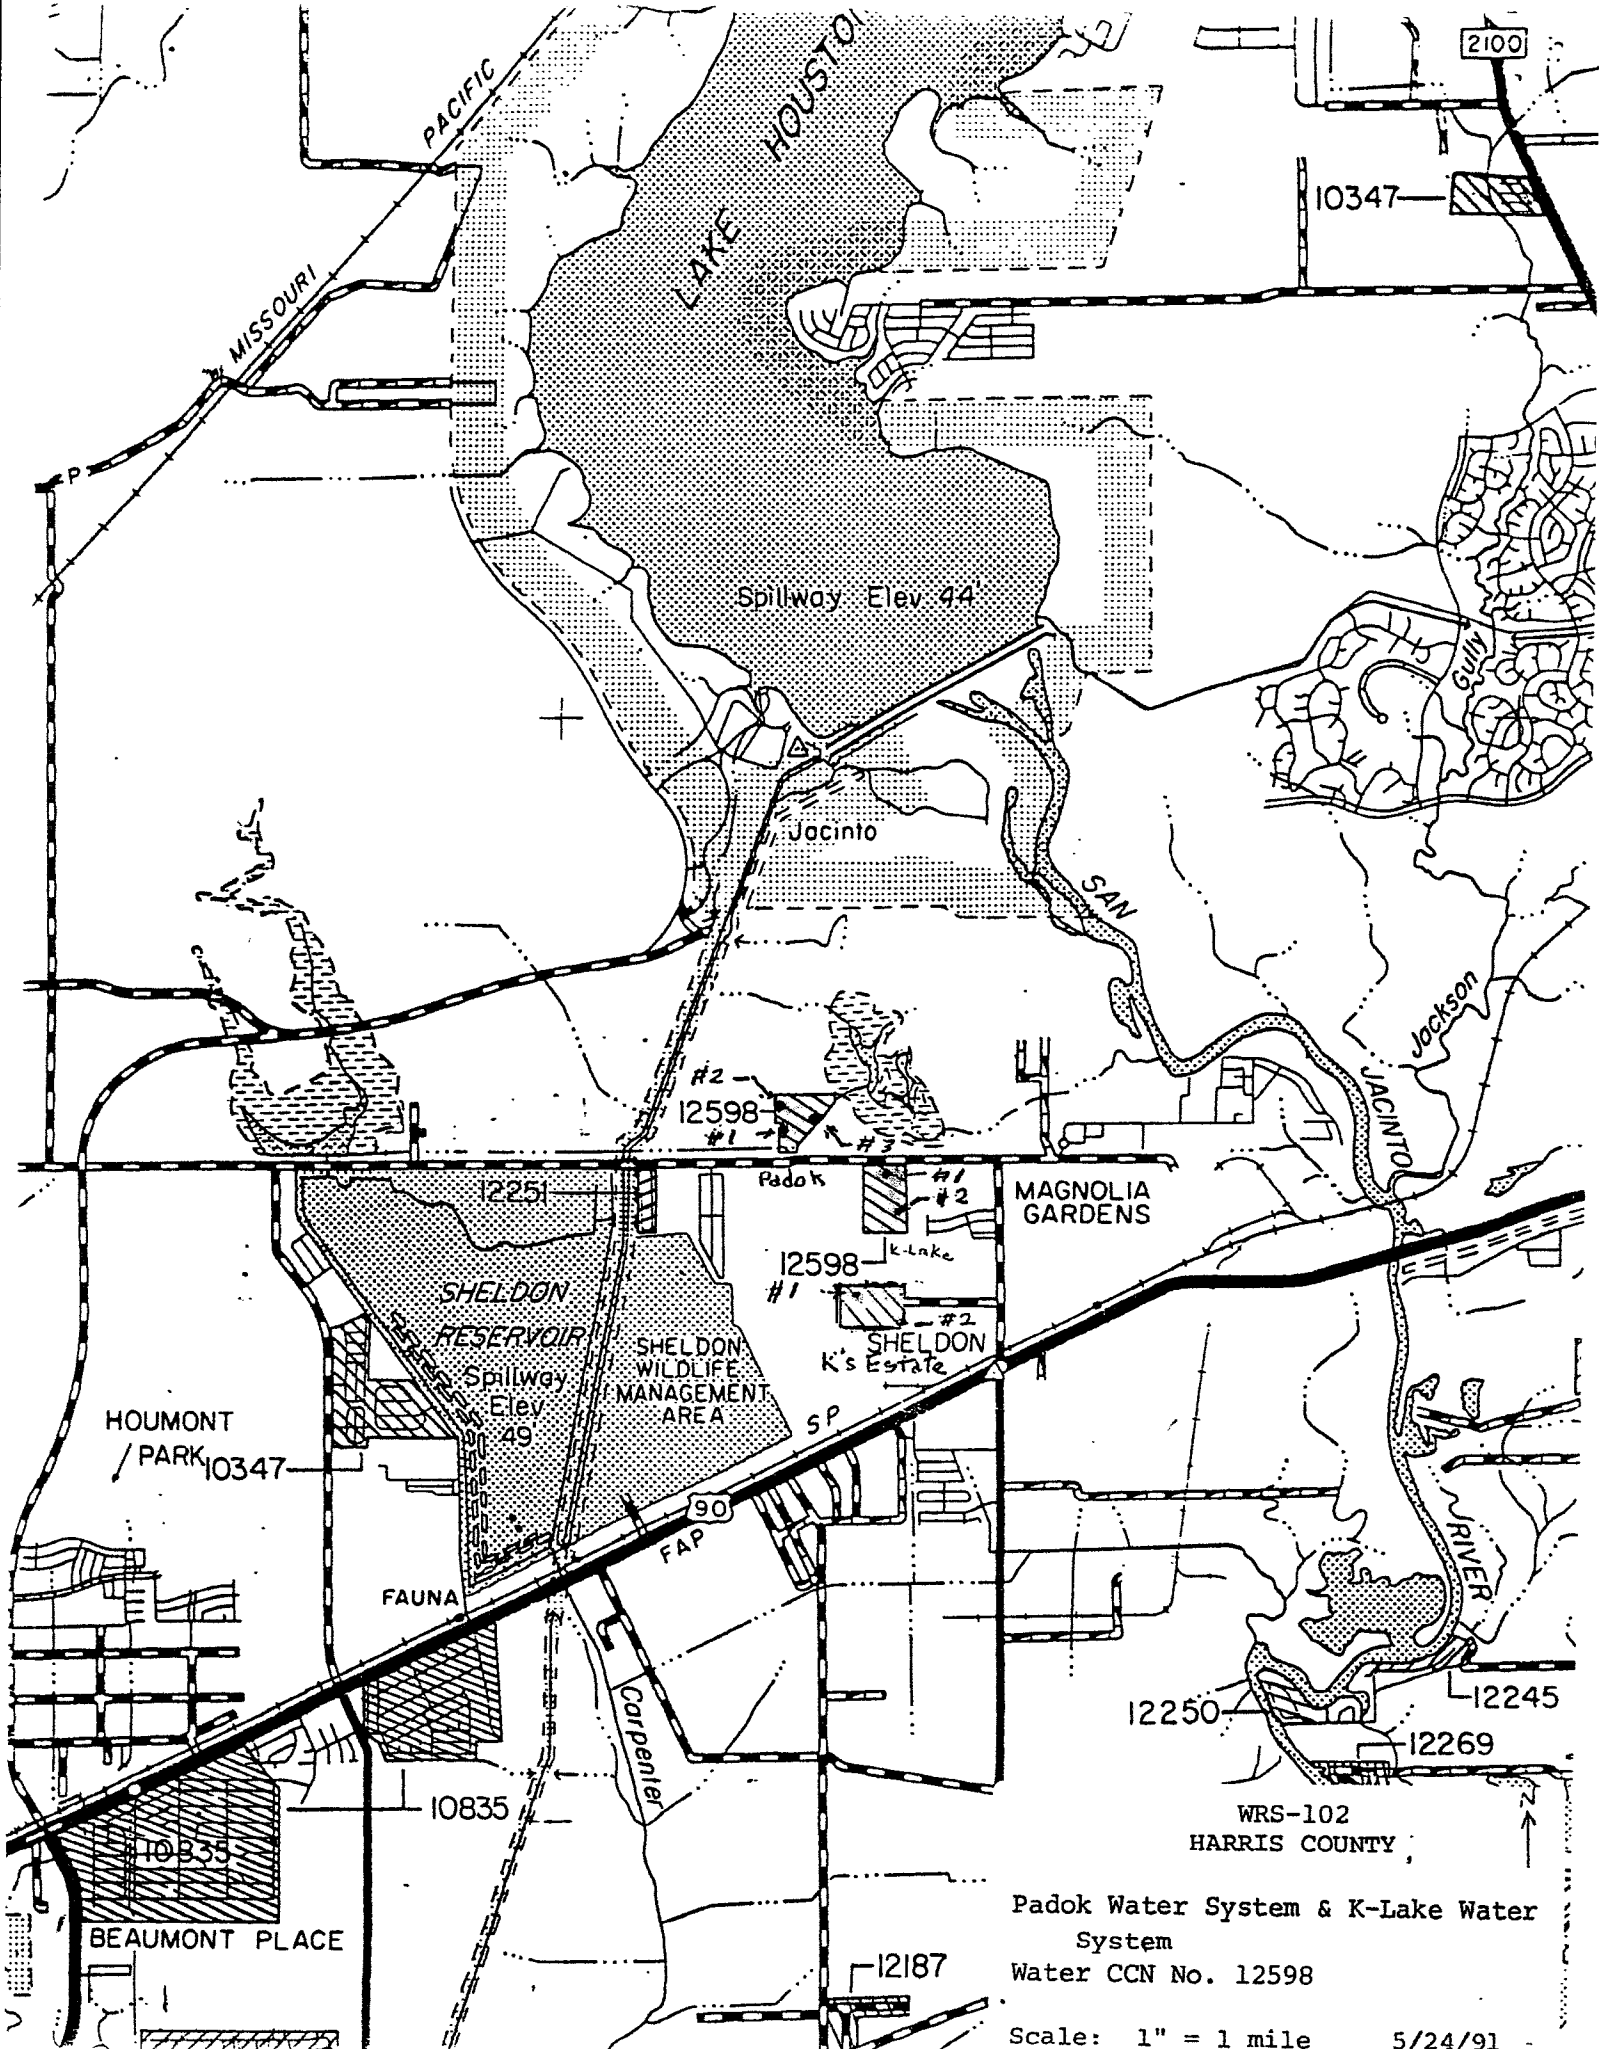 HOUSTON
2100
PACIFIC
LAKE
10347
MISSOURI
P
Spillway Elev 44'
Gully
Jacinto
SAN
Jackson
JACINTO
#2
12598
#1
#3
Padok
12251
#1
#2
MAGNOLIA
GARDENS
K-Lake
12598
#1
#2
SHELDON
K's Estate
SHELDON
RESERVOIR
Spillway
Elev
49
SHELDON
WILDLIFE
MANAGEMENT
AREA
SP
HOUMONT
PARK
10347
90
FAP
FAUNA
RIVER
Carpenter
12250
12245
12269
10835
10835
BEAUMONT PLACE
12187
WRS-102
HARRIS COUNTY
N
Padok Water System & K-Lake Water
System
Water CCN No. 12598
Scale: 1" = 1 mile 5/24/91